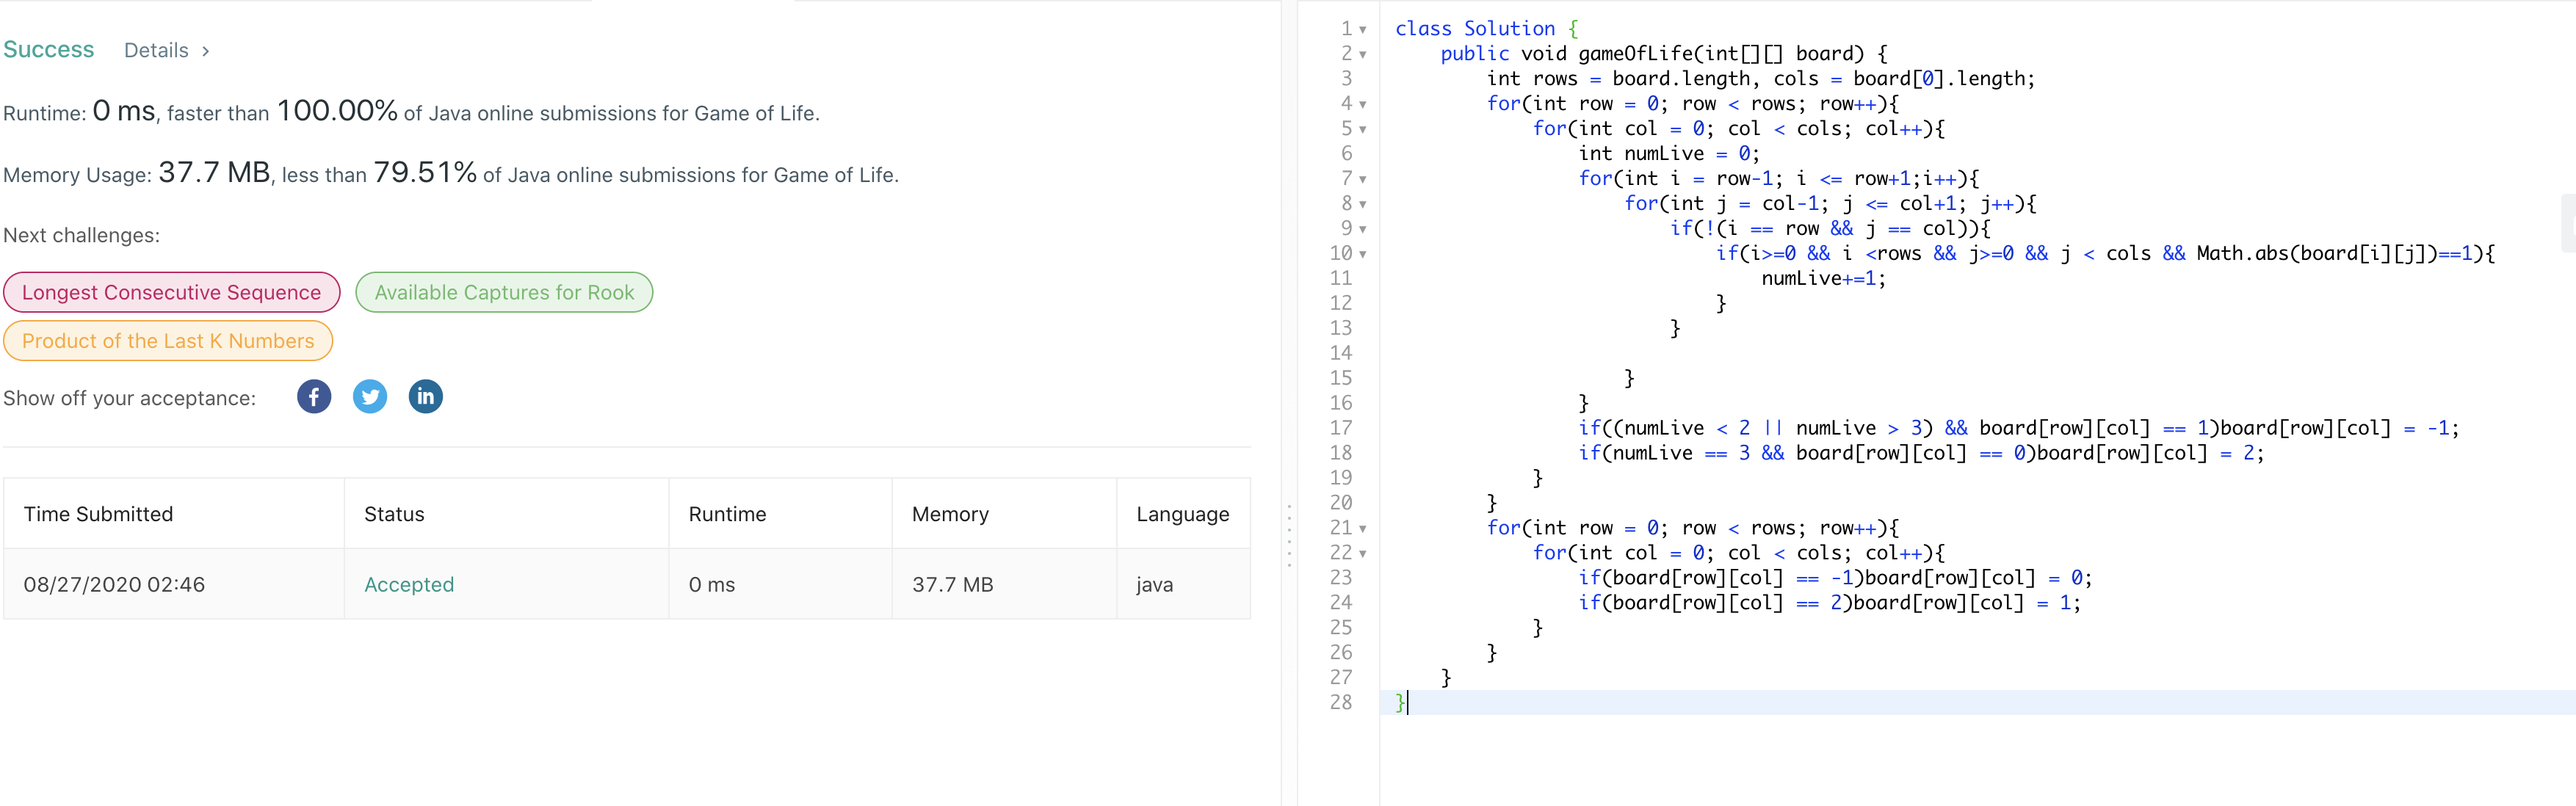 Success Details >
Runtime: 0 ms, faster than 100.00% of Java online submissions for Game of Life.
Memory Usage: 37.7 MB, less than 79.51% of Java online submissions for Game of Life.
Next challenges:
Longest Consecutive Sequence Available Captures for Rook
Product of the Last K Numbers
Show off your acceptance: f in
Time Submitted Status Runtime Memory Language
08/27/2020 02:46 Accepted 0 ms 37.7 MB java
1 class Solution {
2     public void gameOfLife(int[][] board) {
3         int rows = board.length, cols = board[0].length;
4         for(int row = 0; row < rows; row++){
5             for(int col = 0; col < cols; col++){
6                 int numLive = 0;
7                 for(int i = row-1; i <= row+1;i++){
8                     for(int j = col-1; j <= col+1; j++){
9                         if(!(i == row && j == col)){
10                             if(i>=0 && i <rows && j>=0 && j < cols && Math.abs(board[i][j])==1){
11                                 numLive+=1;
12                             }
13                         }
14
15                     }
16                 }
17                 if((numLive < 2 || numLive > 3) && board[row][col] == 1)board[row][col] = -1;
18                 if(numLive == 3 && board[row][col] == 0)board[row][col] = 2;
19             }
20         }
21         for(int row = 0; row < rows; row++){
22             for(int col = 0; col < cols; col++){
23                 if(board[row][col] == -1)board[row][col] = 0;
24                 if(board[row][col] == 2)board[row][col] = 1;
25             }
26         }
27     }
28 }